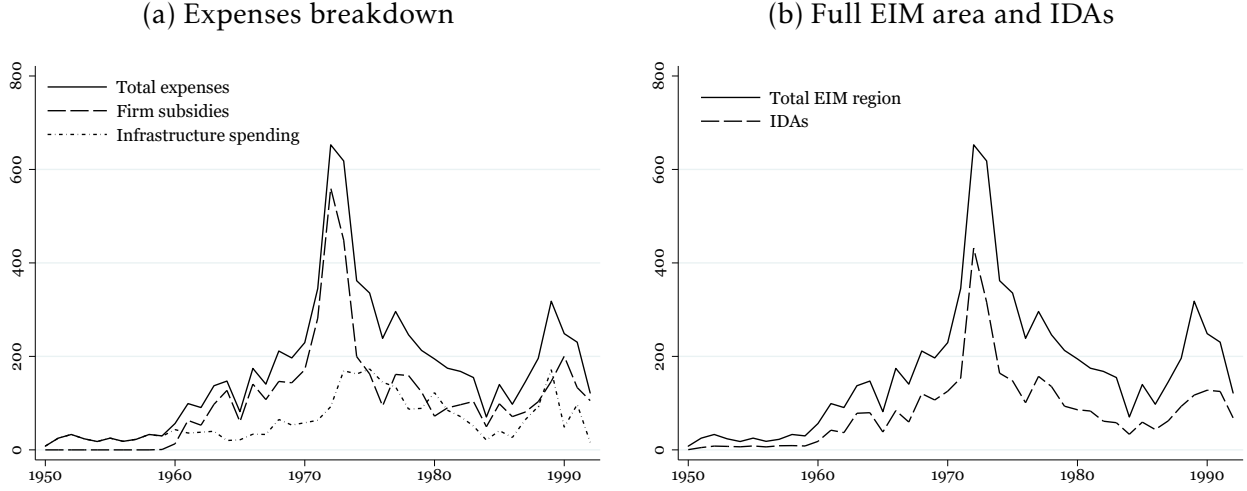 (a) Expenses breakdown
800
600
400
200
0
Total expenses
Firm subsidies
Infrastructure spending
1950 1960 1970 1980 1990
(b) Full EIM area and IDAs
800
600
400
200
0
Total EIM region
IDAs
1950 1960 1970 1980 1990